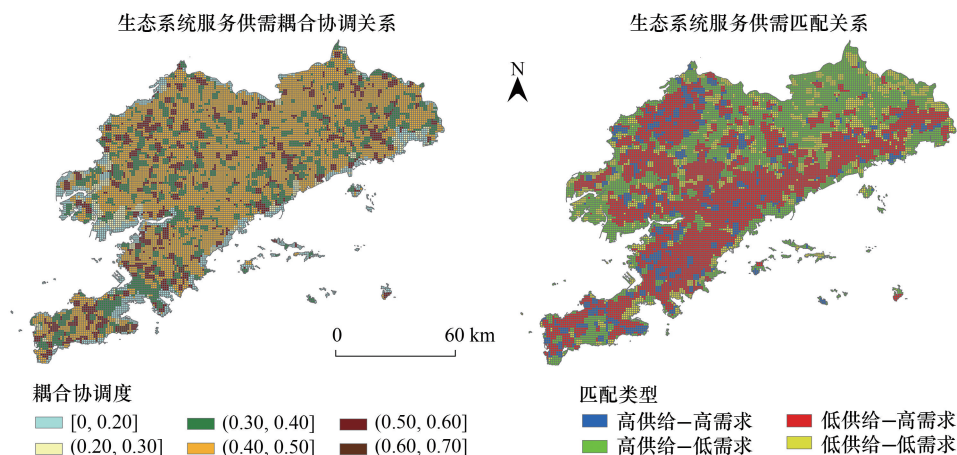 生态系统服务供需耦合协调关系
生态系统服务供需匹配关系
N
0 60 km
耦合协调度
[0, 0.20]
(0.20, 0.30]
(0.30, 0.40]
(0.40, 0.50]
(0.50, 0.60]
(0.60, 0.70]
匹配类型
高供给–高需求
高供给–低需求
低供给–高需求
低供给–低需求